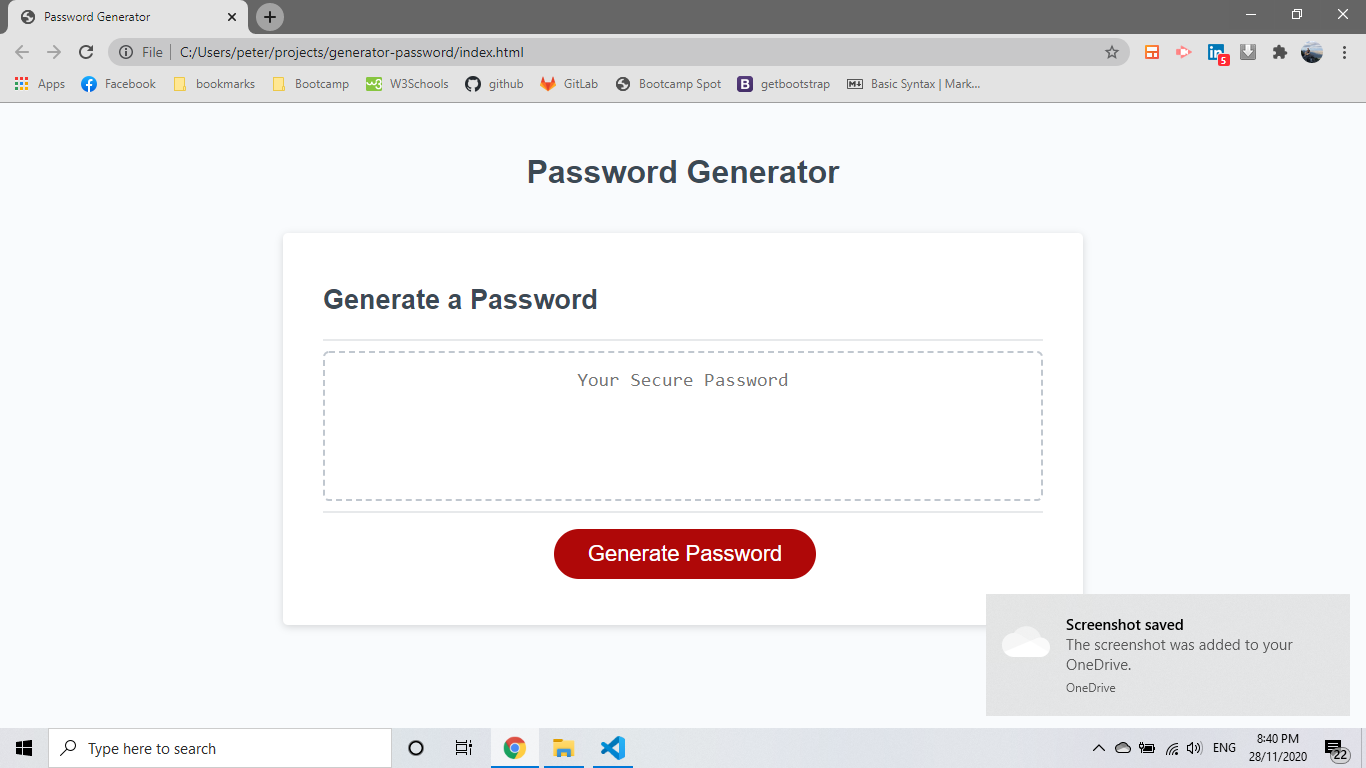 Password Generator
File
C:/Users/peter/projects/generator-password/index.html
5
Apps
Facebook
bookmarks
Bootcamp
W3Schools
github
GitLab
Bootcamp Spot
B
getbootstrap
Basic Syntax | Mark...
Password Generator
Generate a Password
Your Secure Password
Generate Password
Screenshot saved
The screenshot was added to your
OneDrive.
OneDrive
Type here to search
ENG
8:40 PM
28/11/2020
22